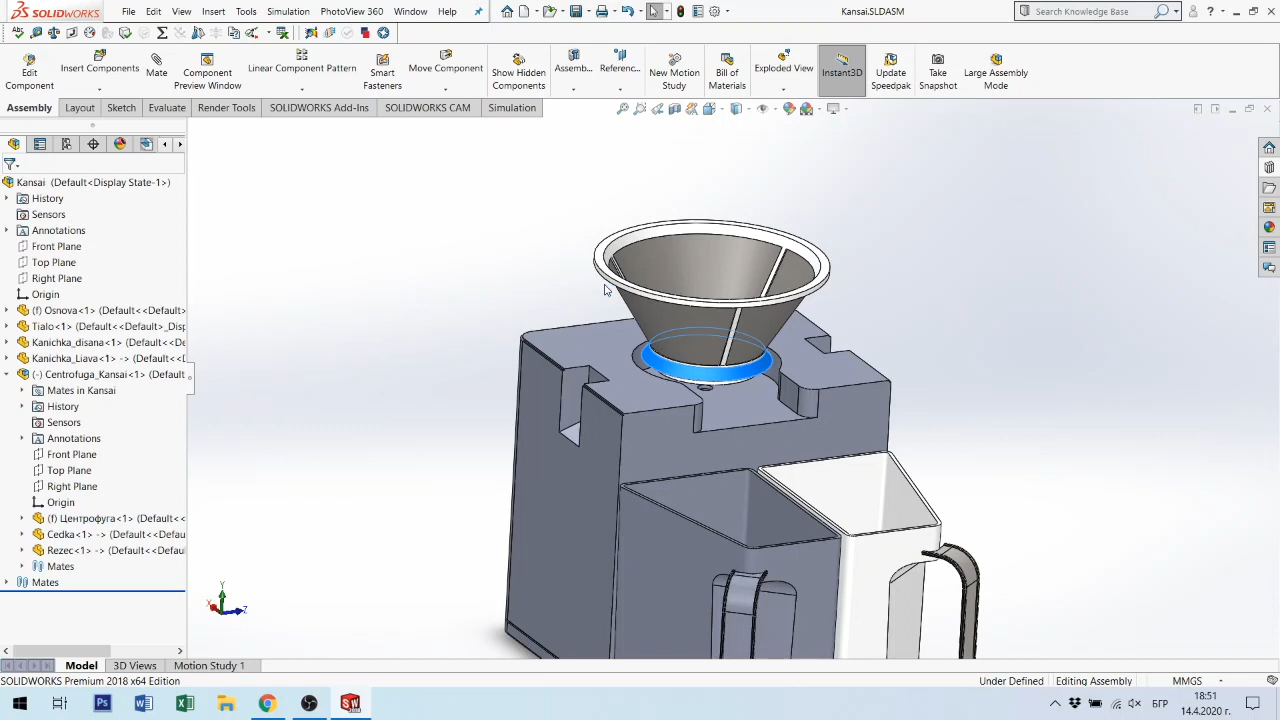 SOLIDWORKS
File Edit View Insert Tools Simulation PhotoView 360 Window Help
Kansai.SLDASM
Search Knowledge Base
Edit Component
Insert Components
Mate
Component Preview Window
Linear Component Pattern
Smart Fasteners
Move Component
Show Hidden Components
Assemb...
Referenc...
New Motion Study
Bill of Materials
Exploded View
Instant3D
Update Speedpak
Take Snapshot
Large Assembly Mode
Assembly Layout Sketch Evaluate Render Tools SOLIDWORKS Add-Ins SOLIDWORKS CAM Simulation
Kansai (Default<Display State-1>)
History
Sensors
Annotations
Front Plane
Top Plane
Right Plane
Origin
(f) Osnova<1> (Default<<Default>
Tialo<1> (Default<<Default>_Disp
Kanichka_disana<1> (Default<<D
Kanichka_Liava<1> -> (Default<<D
(-) Centrofuga_Kansai<1> (Default
Mates in Kansai
History
Sensors
Annotations
Front Plane
Top Plane
Right Plane
Origin
(f) Центрофуга<1> (Default<<
Cedka<1> -> (Default<<Defau
Rezec<1> -> (Default<<Defau
Mates
Mates
Y
X
Z
Model 3D Views Motion Study 1
SOLIDWORKS Premium 2018 x64 Edition
Under Defined Editing Assembly MMGS
БГР
18:51
14.4.2020 г.